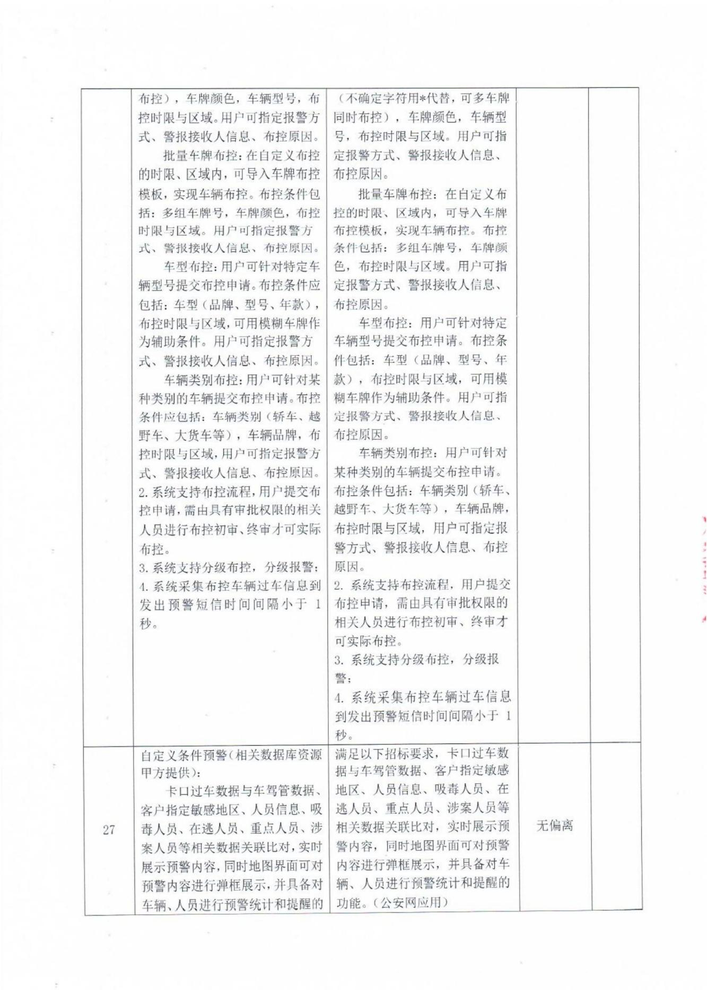 布控），车牌颜色，车辆型号，布
控时限与区域。用户可指定报警方
式、警报接收人信息、布控原因。
批量车牌布控：在自定义布控
的时限、区域内，可导入车牌布控
模板，实现车辆布控。布控条件包
括：多组车牌号，车牌颜色，布控
时限与区域。用户可指定报警方
式、警报接收人信息、布控原因。
车型布控：用户可针对特定车
辆型号提交布控申请。布控条件应
包括：车型（品牌、型号、年款），
布控时限与区域，可用模糊车牌作
为辅助条件。用户可指定报警方
式、警报接收人信息、布控原因。
车辆类别布控：用户可针对某
种类别的车辆提交布控申请。布控
条件应包括：车辆类别（轿车、越
野车、大货车等），车辆品牌，布
控时限与区域，用户可指定报警方
式、警报接收人信息、布控原因。
2.系统支持布控流程，用户提交布
控申请，需由具有审批权限的相关
人员进行布控初审、终审才可实际
布控。
3.系统支持分级布控，分级报警；
4.系统采集布控车辆过车信息到
发出预警短信时间间隔小于 1
秒。
（不确定字符用*代替，可多车牌
同时布控），车牌颜色，车辆型
号，布控时限与区域。用户可指
定报警方式、警报接收人信息、
布控原因。
批量车牌布控：在自定义布
控的时限、区域内，可导入车牌
布控模板，实现车辆布控。布控
条件包括：多组车牌号，车牌颜
色，布控时限与区域。用户可指
定报警方式、警报接收人信息、
布控原因。
车型布控：用户可针对特定
车辆型号提交布控申请。布控条
件包括：车型（品牌、型号、年
款），布控时限与区域，可用模
糊车牌作为辅助条件。用户可指
定报警方式、警报接收人信息、
布控原因。
车辆类别布控：用户可针对
某种类别的车辆提交布控申请。
布控条件包括：车辆类别（轿车、
越野车、大货车等），车辆品牌，
布控时限与区域，用户可指定报
警方式、警报接收人信息、布控
原因。
2. 系统支持布控流程，用户提交
布控申请，需由具有审批权限的
相关人员进行布控初审、终审才
可实际布控。
3. 系统支持分级布控，分级报
警；
4. 系统采集布控车辆过车信息
到发出预警短信时间间隔小于 1
秒。
27
自定义条件预警（相关数据库资源
甲方提供）：
卡口过车数据与车驾管数据、
客户指定敏感地区、人员信息、吸
毒人员、在逃人员、重点人员、涉
案人员等相关数据关联比对，实时
展示预警内容，同时地图界面可对
预警内容进行弹框展示，并具备对
车辆、人员进行预警统计和提醒的
满足以下招标要求，卡口过车数
据与车驾管数据、客户指定敏感
地区、人员信息、吸毒人员、在
逃人员、重点人员、涉案人员等
相关数据关联比对，实时展示预
警内容，同时地图界面可对预警
内容进行弹框展示，并具备对车
辆、人员进行预警统计和提醒的
功能。（公安网应用）
无偏离